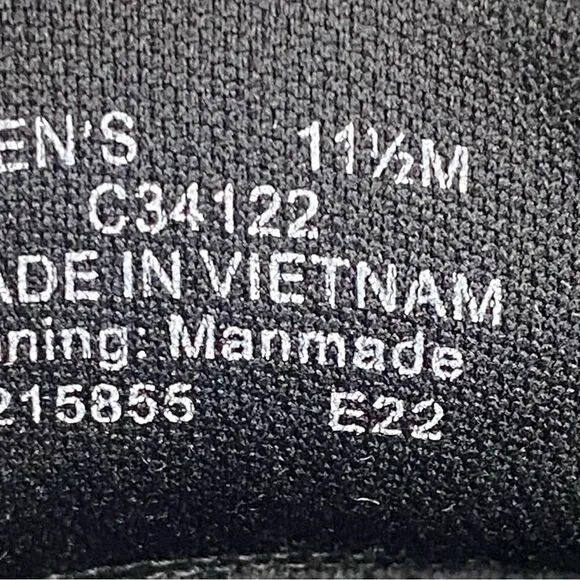 EN'S 11½M
C34122
ADE IN VIETNAM
ning: Manmade
215855 E22